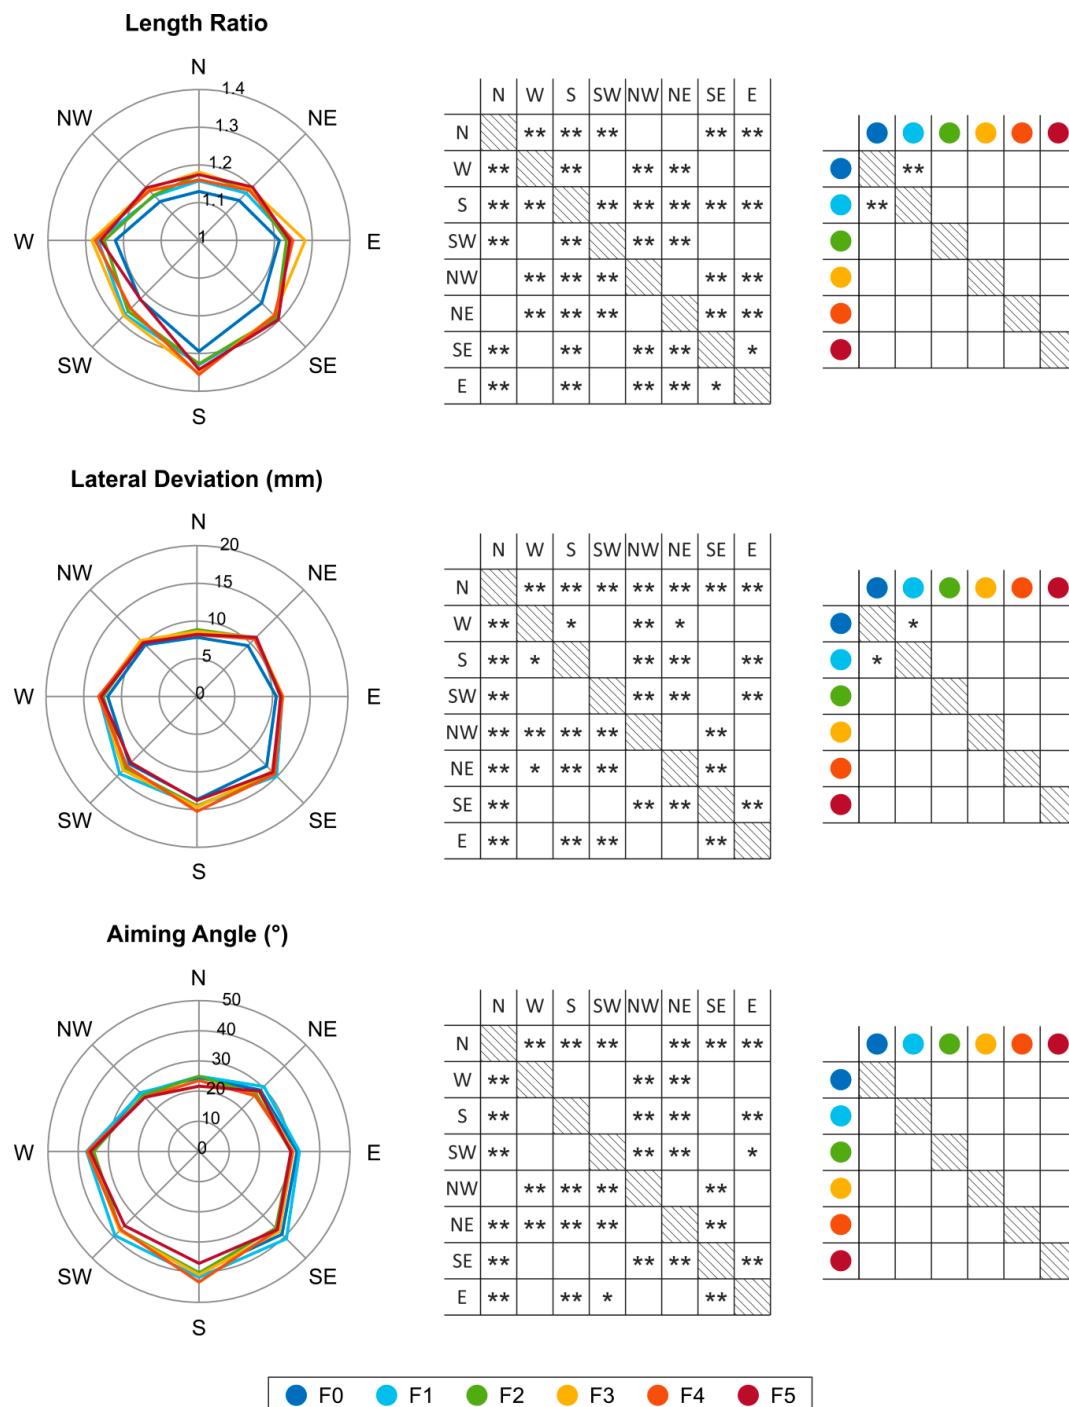 Length Ratio
N
NE
E
SE
S
SW
W
NW
1.4
1.3
1.2
1.1
1
N W S SW NW NE SE E
N ** ** ** ** **
W ** ** ** **
S ** ** ** ** ** ** **
SW ** ** ** **
NW ** ** ** ** **
NE ** ** ** ** **
SE ** ** ** ** *
E ** ** ** ** *
**
**
Lateral Deviation (mm)
N
NE
E
SE
S
SW
W
NW
20
15
10
5
0
N W S SW NW NE SE E
N ** ** ** ** ** ** **
W ** * ** *
S ** * ** ** **
SW ** ** ** **
NW ** ** ** ** **
NE ** * ** ** **
SE ** ** ** **
E ** ** ** **
*
*
Aiming Angle (°)
N
NE
E
SE
S
SW
W
NW
50
40
30
20
10
0
N W S SW NW NE SE E
N ** ** ** ** ** **
W ** ** **
S ** ** ** **
SW ** ** ** *
NW ** ** ** **
NE ** ** ** ** **
SE ** ** ** **
E ** ** * **
F0 F1 F2 F3 F4 F5